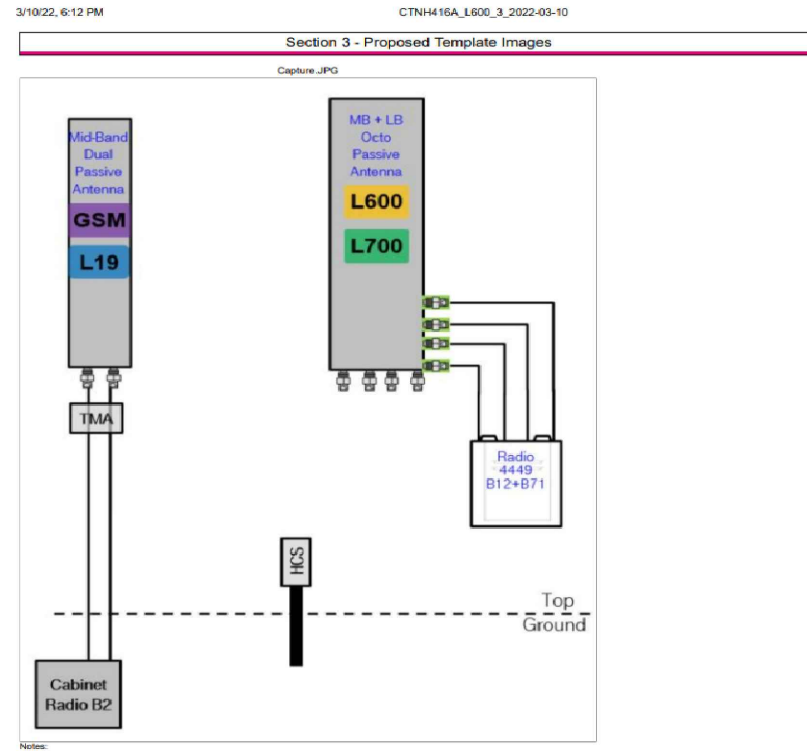 3/10/22, 6:12 PM
CTNH416A_L600_3_2022-03-10
Section 3 - Proposed Template Images
Capture.JPG
Mid-Band
Dual
Passive
Antenna
GSM
L19
TMA
Cabinet
Radio B2
MB + LB
Octo
Passive
Antenna
L600
L700
Radio
4449
B12+B71
HCS
Top
Ground
Notes: